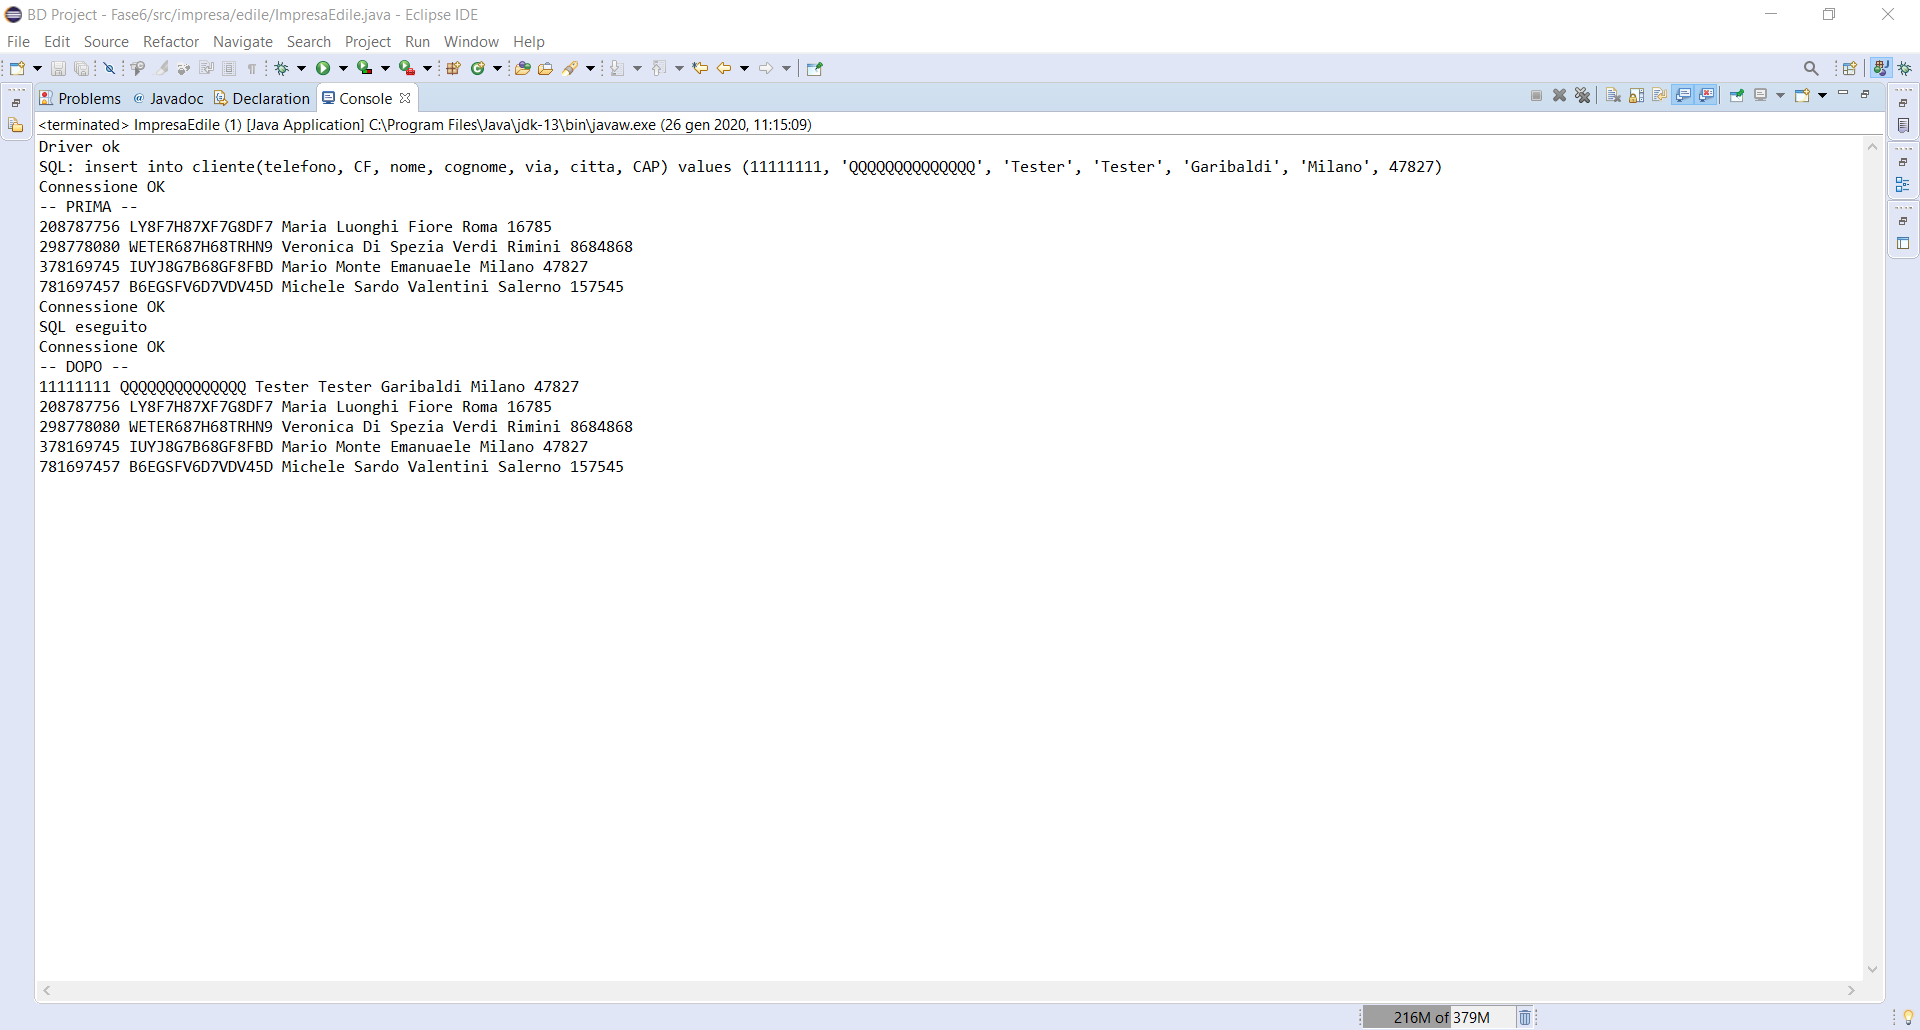 BD Project - Fase6/src/impresa/edile/ImpresaEdile.java - Eclipse IDE
File Edit Source Refactor Navigate Search Project Run Window Help
Problems @ Javadoc Declaration Console
<terminated> ImpresaEdile (1) [Java Application] C:\Program Files\Java\jdk-13\bin\javaw.exe (26 gen 2020, 11:15:09)
Driver ok
SQL: insert into cliente(telefono, CF, nome, cognome, via, citta, CAP) values (11111111, 'QQQQQQQQQQQQQQ', 'Tester', 'Tester', 'Garibaldi', 'Milano', 47827)
Connessione OK
-- PRIMA --
208787756 LY8F7H87XF7G8DF7 Maria Luonghi Fiore Roma 16785
298778080 WETER687H68TRHN9 Veronica Di Spezia Verdi Rimini 8684868
378169745 IUYJ8G7B68GF8FBD Mario Monte Emanuaele Milano 47827
781697457 B6EGSFV6D7VDV45D Michele Sardo Valentini Salerno 157545
Connessione OK
SQL eseguito
Connessione OK
-- DOPO --
11111111 QQQQQQQQQQQQQQ Tester Tester Garibaldi Milano 47827
208787756 LY8F7H87XF7G8DF7 Maria Luonghi Fiore Roma 16785
298778080 WETER687H68TRHN9 Veronica Di Spezia Verdi Rimini 8684868
378169745 IUYJ8G7B68GF8FBD Mario Monte Emanuaele Milano 47827
781697457 B6EGSFV6D7VDV45D Michele Sardo Valentini Salerno 157545
216M of 379M